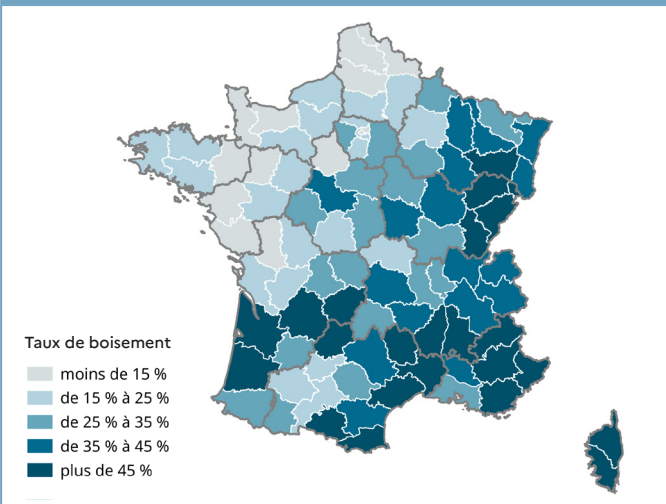 Taux de boisement
moins de 15 %
de 15 % à 25 %
de 25 % à 35 %
de 35 % à 45 %
plus de 45 %